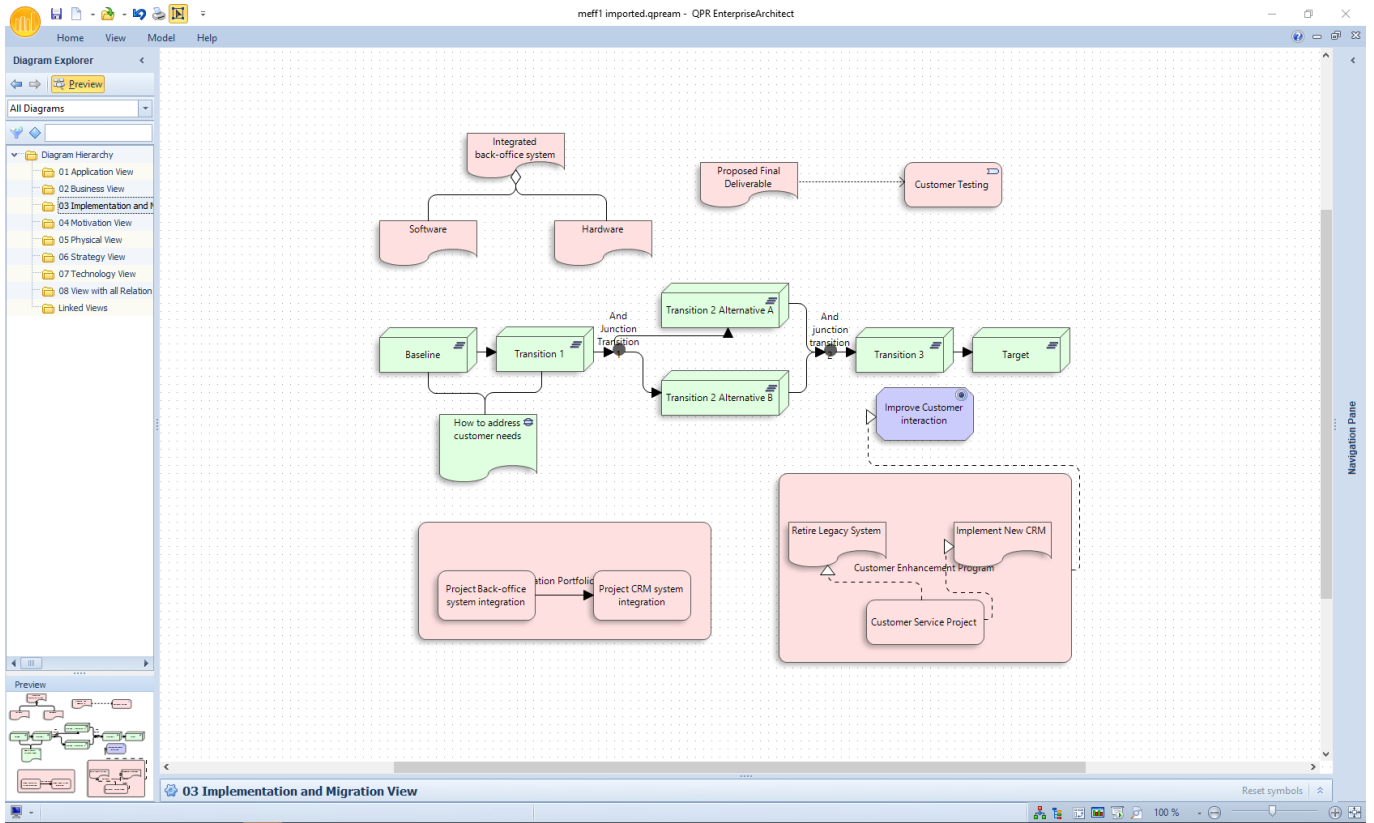 meff1 imported.qpream - QPR EnterpriseArchitect
Home View Model Help
Diagram Explorer
Preview
All Diagrams
Diagram Hierarchy
01 Application View
02 Business View
03 Implementation and
04 Motivation View
05 Physical View
06 Strategy View
07 Technology View
08 View with all Relation
Linked Views
Preview
Integrated
back-office system
Software
Hardware
Proposed Final
Deliverable
Customer Testing
Baseline
Transition 1
And
Junction
Transition
Transition 2 Alternative A
Transition 2 Alternative B
And
junction
transition
2
Transition 3
Target
How to address
customer needs
Improve Customer
interaction
ation Portfolio
Project Back-office
system integration
Project CRM system
integration
Retire Legacy System
Implement New CRM
Customer Enhancement Program
Customer Service Project
Navigation Pane
03 Implementation and Migration View
Reset symbols
100 %